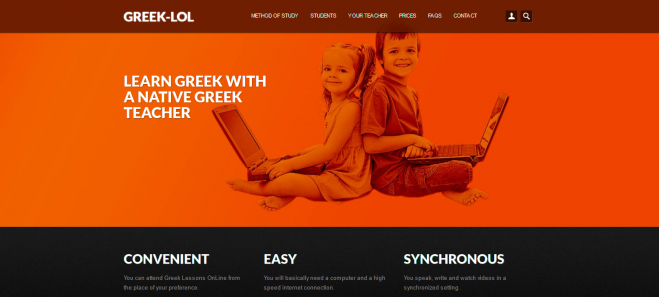 GREEK-LOL
METHOD OF STUDY STUDENTS YOUR TEACHER PRICES FAQS CONTACT
LEARN GREEK WITH
A NATIVE GREEK
TEACHER
CONVENIENT
You can attend Greek Lessons OnLine from
the place of your preference.
EASY
You will basically need a computer and a high
speed internet connection
SYNCHRONOUS
You speak, write and watch videos in a
synchronized setting